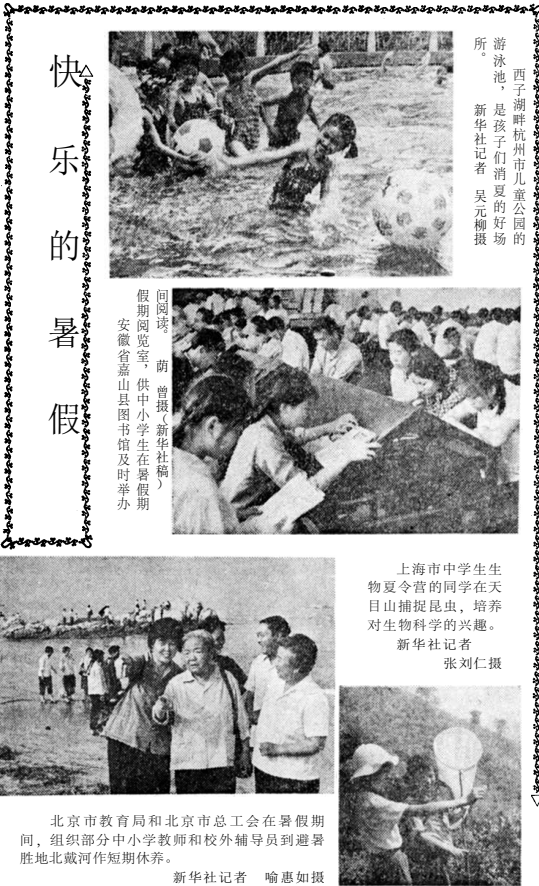 快乐的暑假
西子湖畔杭州市儿童公园的
游泳池，是孩子们消夏的好场
所。 新华社记者 吴元柳摄
安徽省嘉山县图书馆及时举办
假期阅览室，供中小学生在暑假期
间阅读。 荫 曾摄（新华社稿）
上海市中学生生
物夏令营的同学在天
目山捕捉昆虫，培养
对生物科学的兴趣。
新华社记者
张刘仁摄
北京市教育局和北京市总工会在暑假期
间，组织部分中小学教师和校外辅导员到避暑
胜地北戴河作短期休养。
新华社记者 喻惠如摄